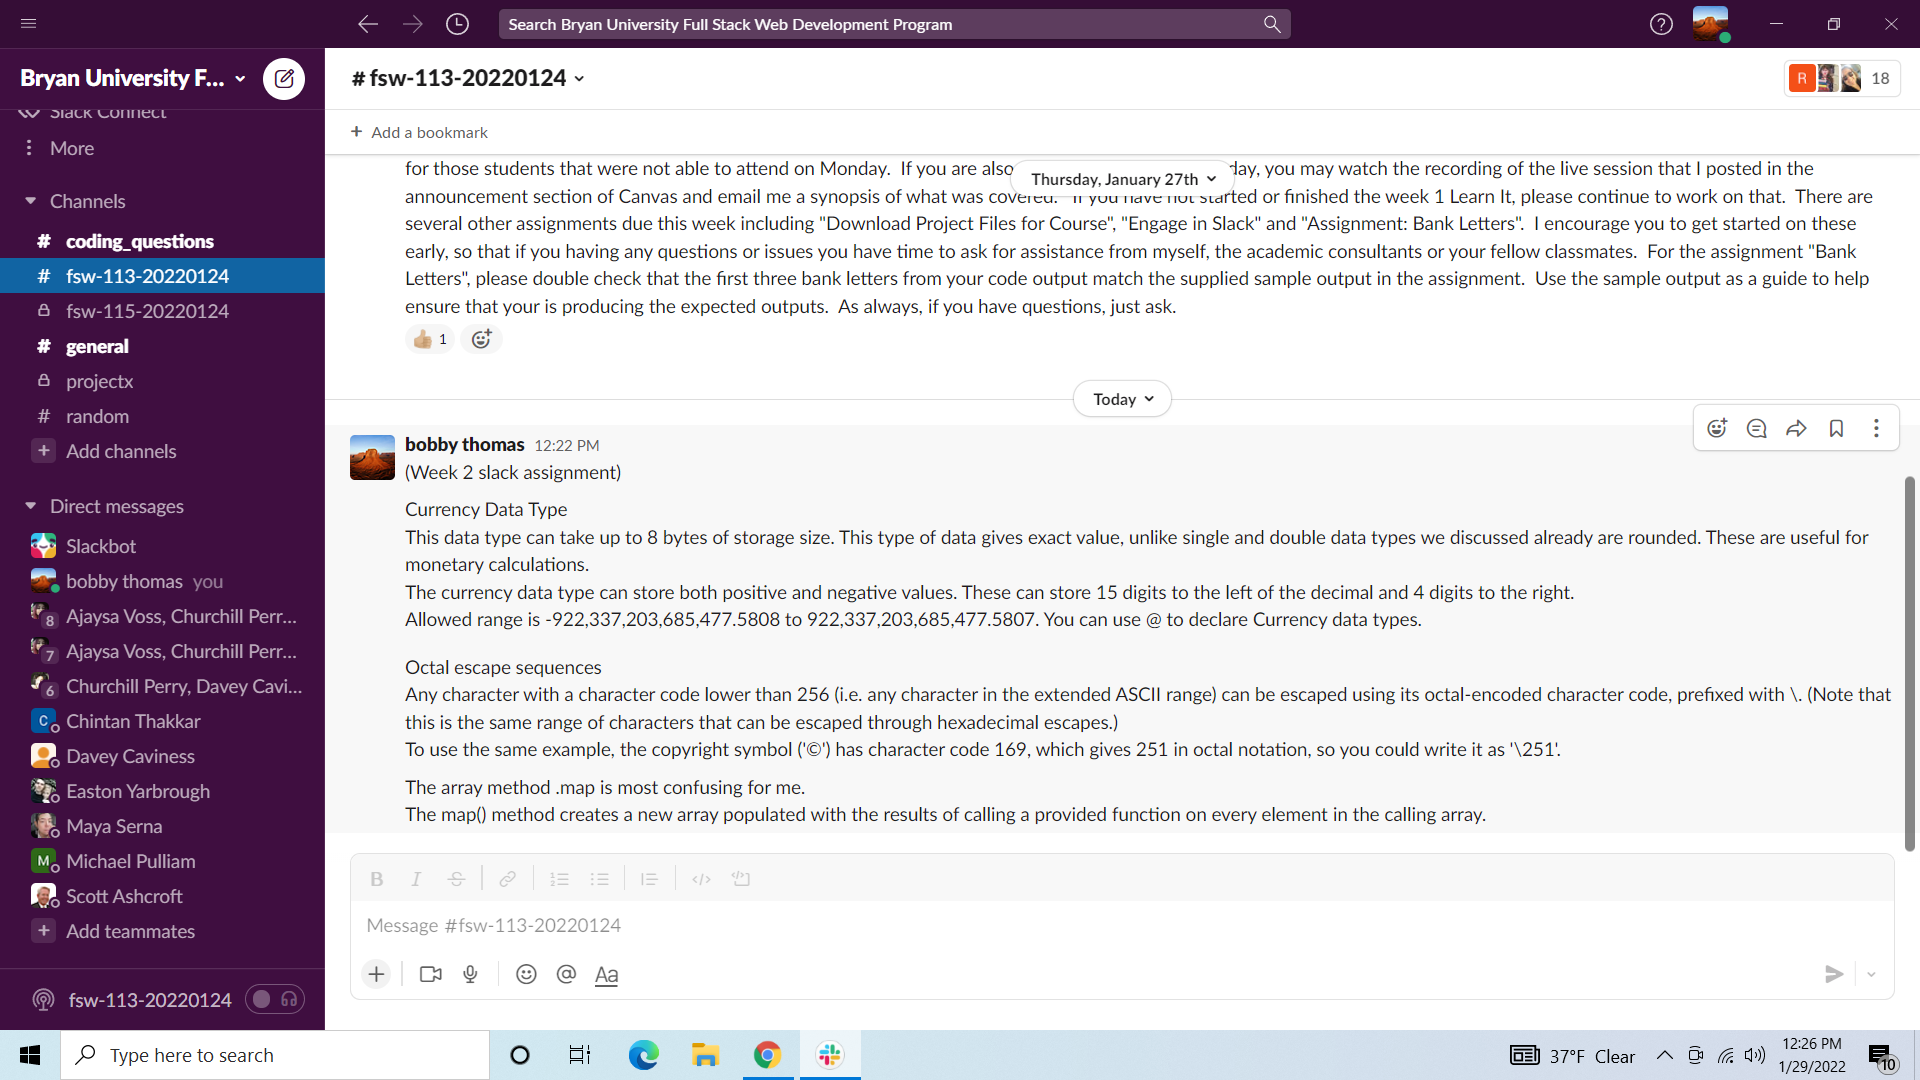 Search Bryan University Full Stack Web Development Program
Bryan University F...
Slack Connect
More
Channels
# coding_questions
# fsw-113-20220124
fsw-115-20220124
# general
projectx
# random
+ Add channels
Direct messages
Slackbot
bobby thomas you
8 Ajaysa Voss, Churchill Perr...
7 Ajaysa Voss, Churchill Perr...
6 Churchill Perry, Davey Cavi...
C Chintan Thakkar
Davey Caviness
Easton Yarbrough
Maya Serna
M Michael Pulliam
Scott Ashcroft
+ Add teammates
fsw-113-20220124
# fsw-113-20220124
R 18
+ Add a bookmark
for those students that were not able to attend on Monday. If you are also day, you may watch the recording of the live session that I posted in the
Thursday, January 27th
announcement section of Canvas and email me a synopsis of what was covered. If you have not started or finished the week 1 Learn It, please continue to work on that. There are
several other assignments due this week including "Download Project Files for Course", "Engage in Slack" and "Assignment: Bank Letters". I encourage you to get started on these
early, so that if you having any questions or issues you have time to ask for assistance from myself, the academic consultants or your fellow classmates. For the assignment "Bank
Letters", please double check that the first three bank letters from your code output match the supplied sample output in the assignment. Use the sample output as a guide to help
ensure that your is producing the expected outputs. As always, if you have questions, just ask.
1
Today
bobby thomas 12:22 PM
(Week 2 slack assignment)
Currency Data Type
This data type can take up to 8 bytes of storage size. This type of data gives exact value, unlike single and double data types we discussed already are rounded. These are useful for
monetary calculations.
The currency data type can store both positive and negative values. These can store 15 digits to the left of the decimal and 4 digits to the right.
Allowed range is -922,337,203,685,477.5808 to 922,337,203,685,477.5807. You can use @ to declare Currency data types.
Octal escape sequences
Any character with a character code lower than 256 (i.e. any character in the extended ASCII range) can be escaped using its octal-encoded character code, prefixed with \. (Note that
this is the same range of characters that can be escaped through hexadecimal escapes.)
To use the same example, the copyright symbol ('©') has character code 169, which gives 251 in octal notation, so you could write it as '\251'.
The array method .map is most confusing for me.
The map() method creates a new array populated with the results of calling a provided function on every element in the calling array.
Message #fsw-113-20220124
Aa
Type here to search
37°F Clear
12:26 PM
1/29/2022
10